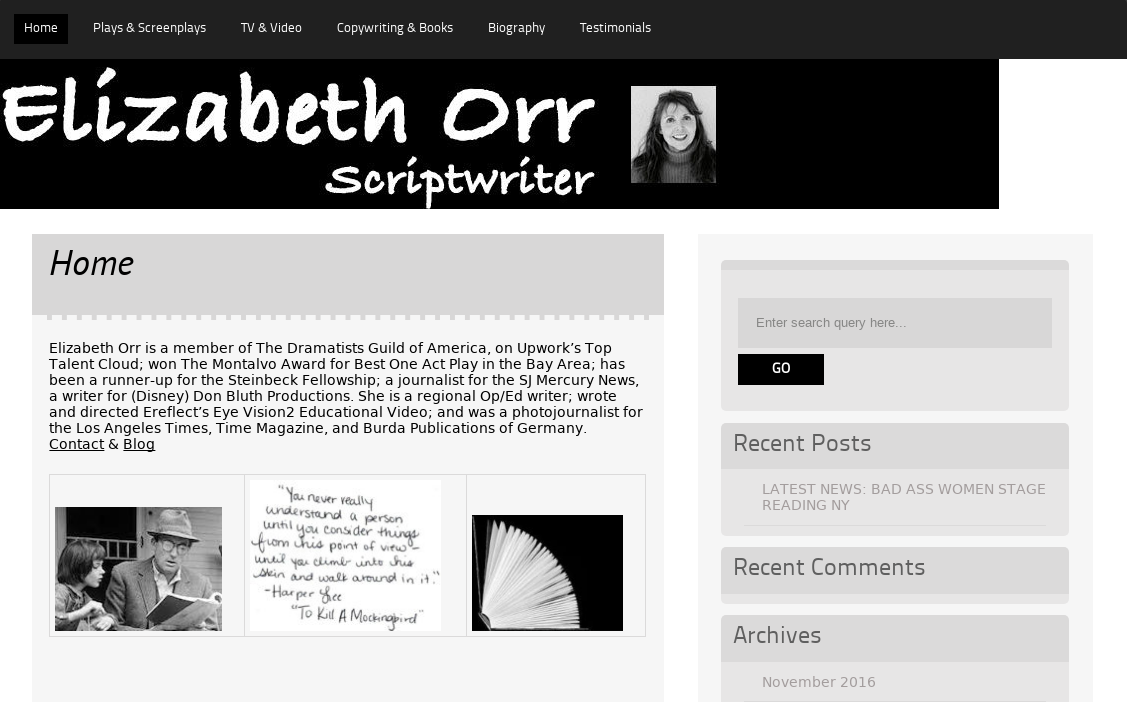 Home
Plays & Screenplays
TV & Video
Copywriting & Books
Biography
Testimonials
Elizabeth Orr
Scriptwriter
Home
Elizabeth Orr is a member of The Dramatists Guild of America, on Upwork’s Top
Talent Cloud; won The Montalvo Award for Best One Act Play in the Bay Area; has
been a runner-up for the Steinbeck Fellowship; a journalist for the SJ Mercury News,
a writer for (Disney) Don Bluth Productions. She is a regional Op/Ed writer; wrote
and directed Ereflect’s Eye Vision2 Educational Video; and was a photojournalist for
the Los Angeles Times, Time Magazine, and Burda Publications of Germany.
Contact & Blog
"You never really
understand a person
until you consider things
from his point of view –
until you climb into his
skin and walk around in it."
-Harper Lee
"To Kill A Mockingbird"
Enter search query here...
GO
Recent Posts
LATEST NEWS: BAD ASS WOMEN STAGE
READING NY
Recent Comments
Archives
November 2016